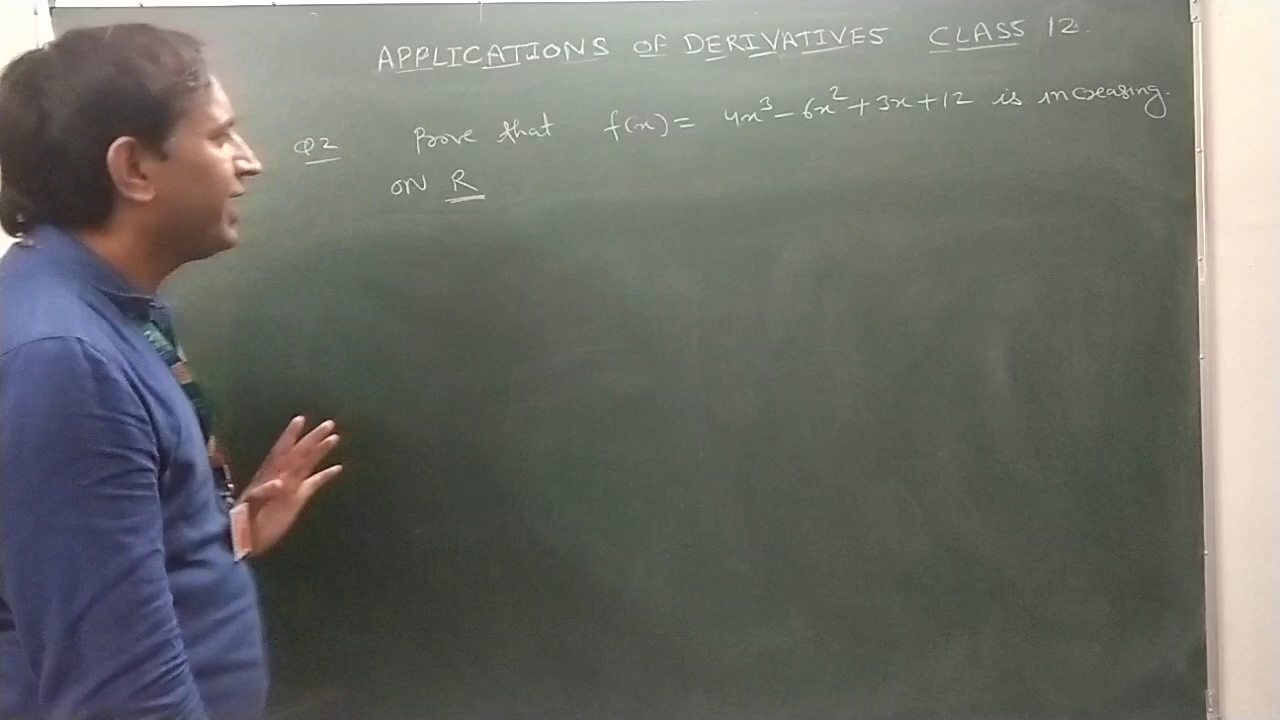 APPLICATIONS OF DERIVATIVES CLASS 12.
Q2 Prove that f(x) = 4x³ - 6x² + 3x + 12 is increasing.
ON R